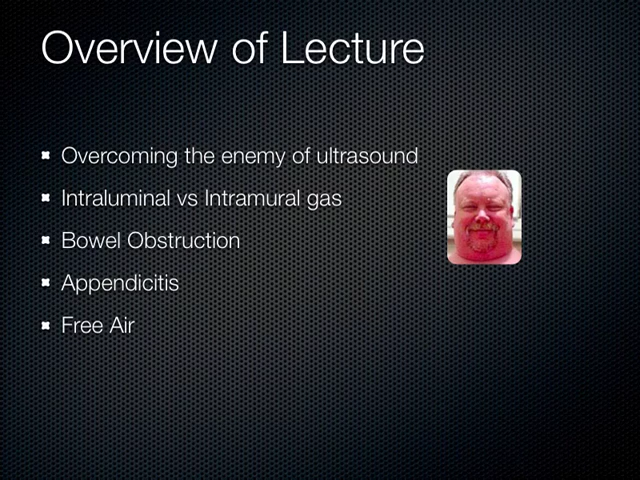 Overview of Lecture
Overcoming the enemy of ultrasound
Intraluminal vs Intramural gas
Bowel Obstruction
Appendicitis
Free Air